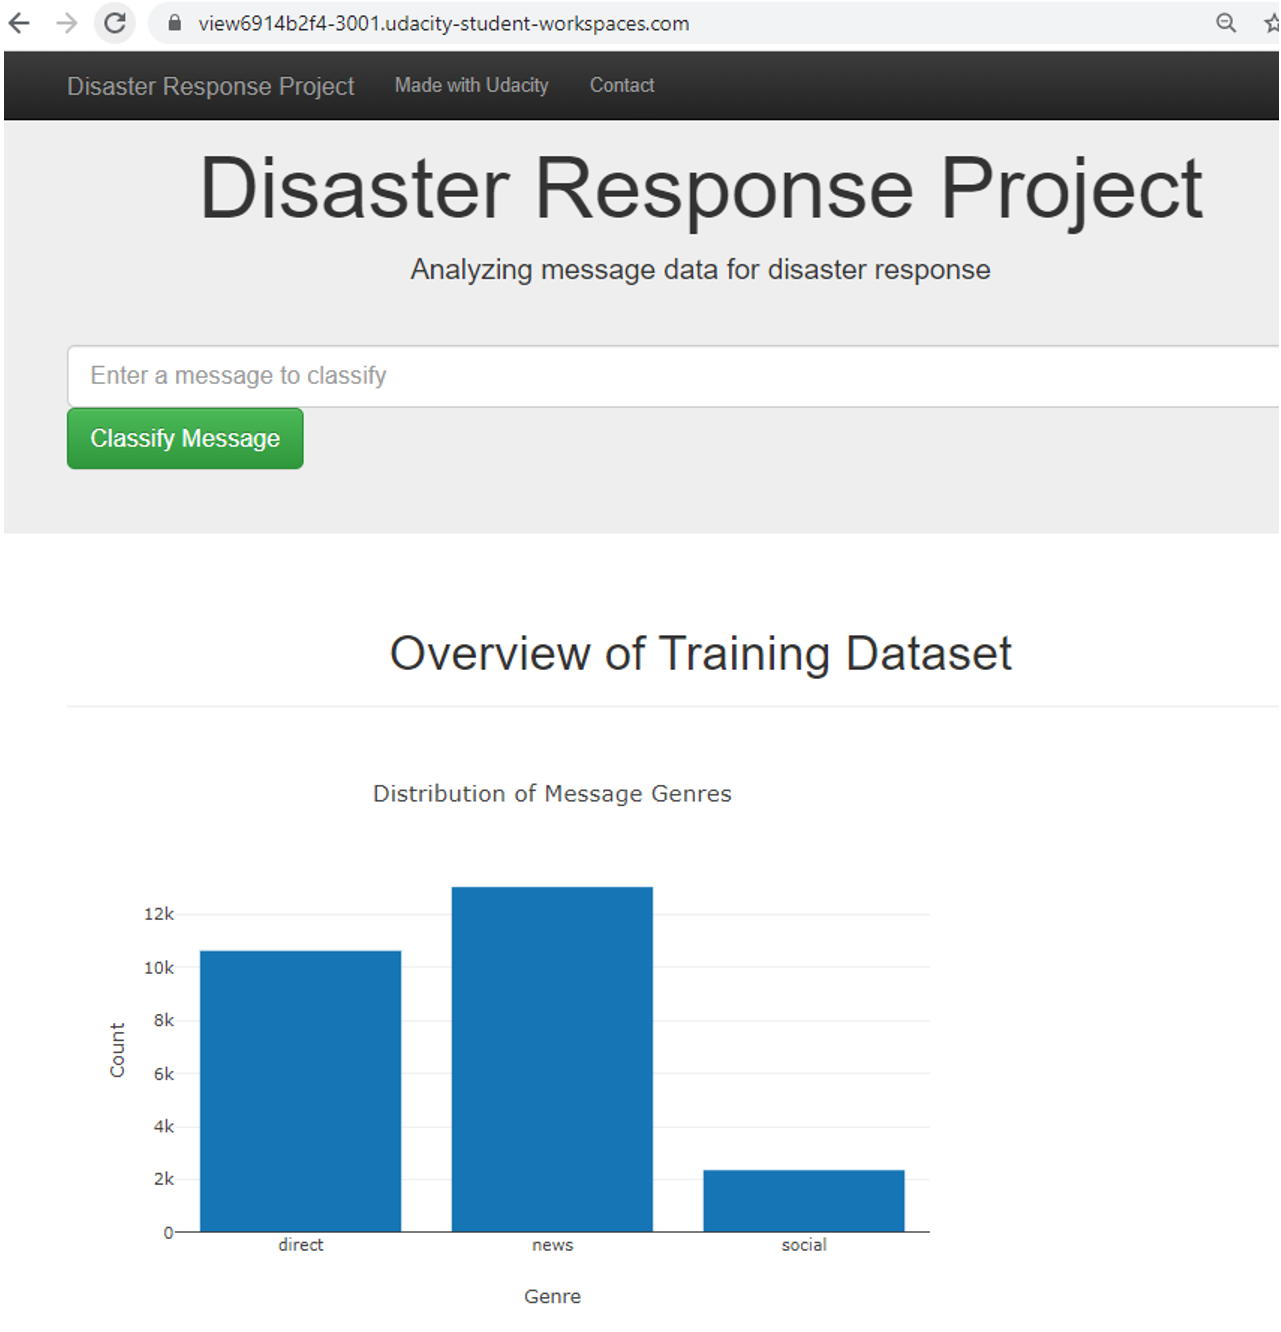 view6914b2f4-3001.udacity-student-workspaces.com
Disaster Response Project Made with Udacity Contact
Disaster Response Project
Analyzing message data for disaster response
Enter a message to classify
Classify Message
Overview of Training Dataset
Distribution of Message Genres
12k
10k
8k
6k
4k
2k
0
Count
direct news social
Genre